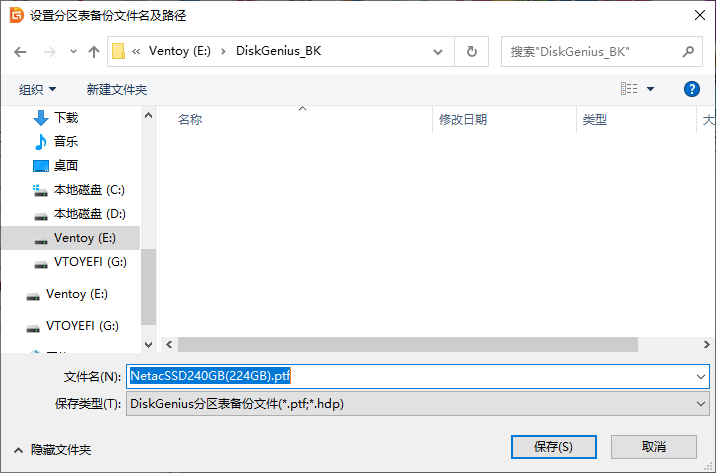 设置分区表备份文件名及路径
« Ventoy (E:) › DiskGenius_BK
搜索"DiskGenius_BK"
组织 新建文件夹
名称 修改日期 类型 大
下载
音乐
桌面
本地磁盘 (C:)
本地磁盘 (D:)
Ventoy (E:)
VTOYEFI (G:)
Ventoy (E:)
VTOYEFI (G:)
文件名(N): NetacSSD240GB(224GB).ptf
保存类型(T): DiskGenius分区表备份文件(*.ptf;*.hdp)
隐藏文件夹 保存(S) 取消